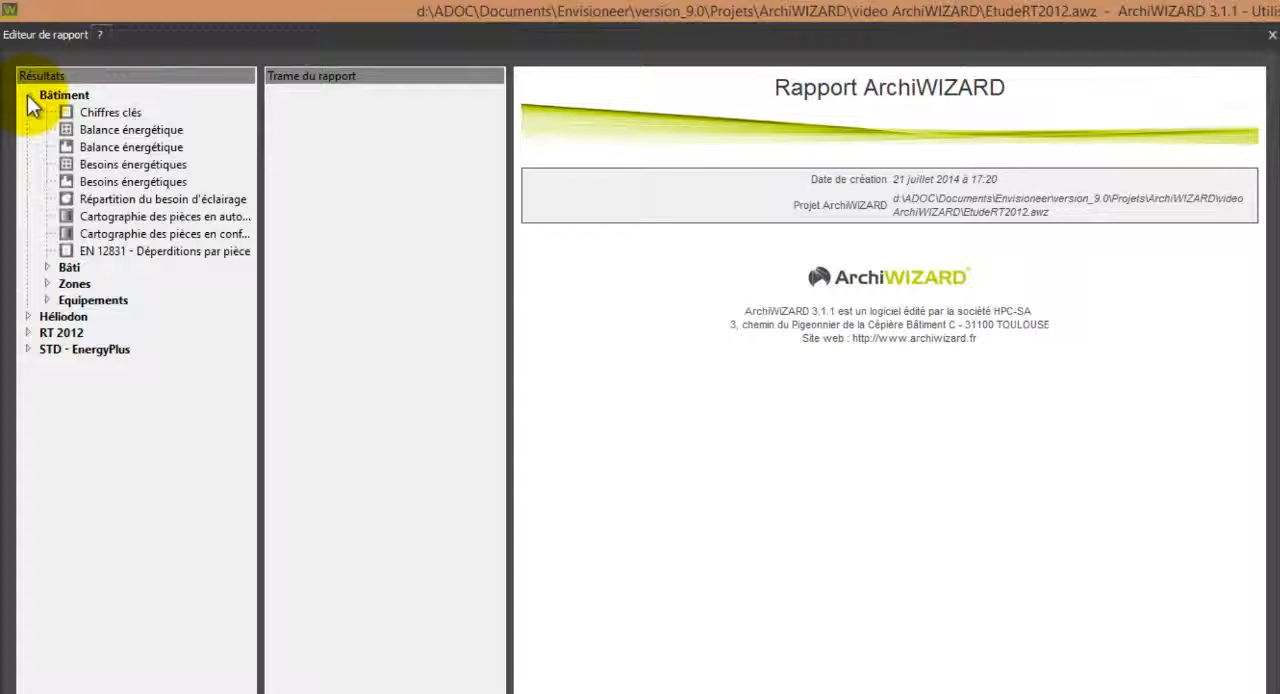 d:\ADOC\Documents\Envisioneer\version_9.0\Projets\ArchiWIZARD\video ArchiWIZARD\EtudeRT2012.awz - ArchiWIZARD 3.1.1 - Utilis
Editeur de rapport ?
Résultats
Bâtiment
Chiffres clés
Balance énergétique
Balance énergétique
Besoins énergétiques
Besoins énergétiques
Répartition du besoin d'éclairage
Cartographie des pièces en auto...
Cartographie des pièces en conf...
EN 12831 - Déperditions par pièce
Bâti
Zones
Equipements
Héliodon
RT 2012
STD - EnergyPlus
Trame du rapport
Rapport ArchiWIZARD
Date de création 21 juillet 2014 à 17:20
Projet ArchiWIZARD d:\ADOC\Documents\Envisioneer\version_9.0\Projets\ArchiWIZARD\video
ArchiWIZARD\EtudeRT2012.awz
ArchiWIZARD
ArchiWIZARD 3.1.1 est un logiciel édité par la société HPC-SA
3, chemin du Pigeonnier de la Cépière Bâtiment C - 31100 TOULOUSE
Site web : http://www.archiwizard.fr